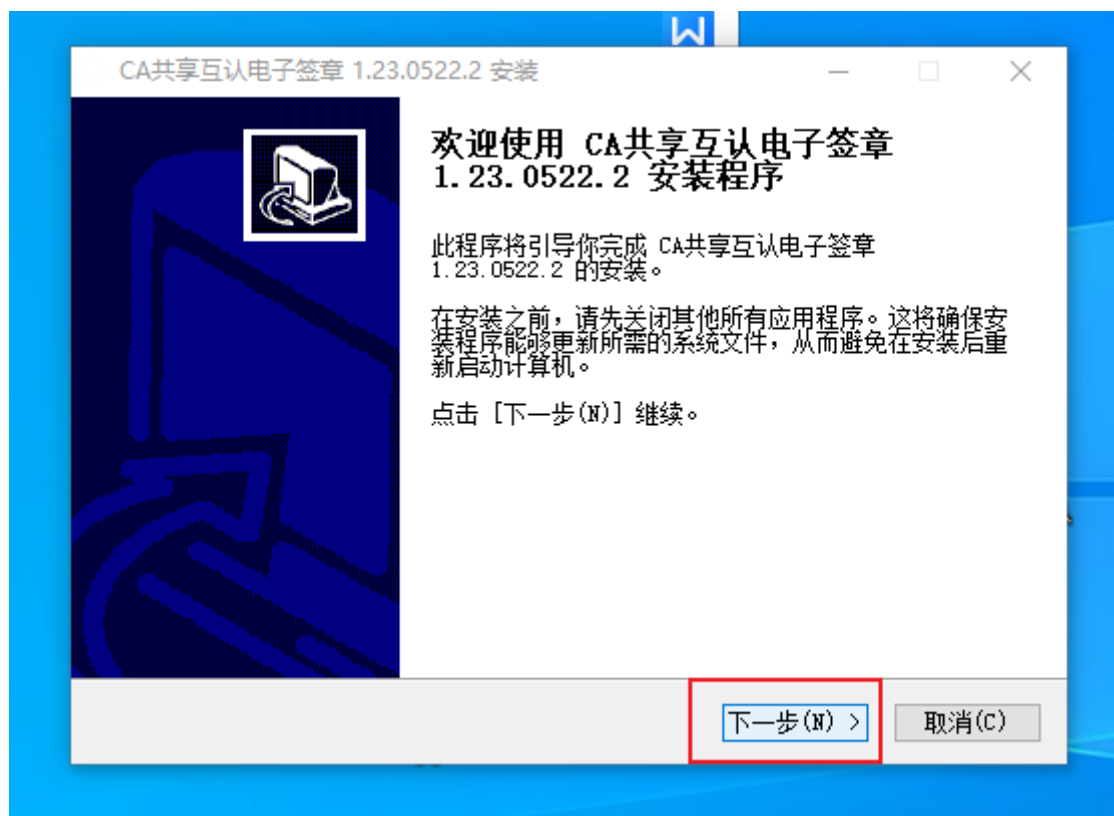 CA共享互认电子签章 1.23.0522.2 安装
欢迎使用 CA共享互认电子签章
1.23.0522.2 安装程序
此程序将引导你完成 CA共享互认电子签章
1.23.0522.2 的安装。
在安装之前，请先关闭其他所有应用程序。这将确保安
装程序能够更新所需的系统文件，从而避免在安装后重
新启动计算机。
点击 [下一步(N)] 继续。
下一步(N) >
取消(C)